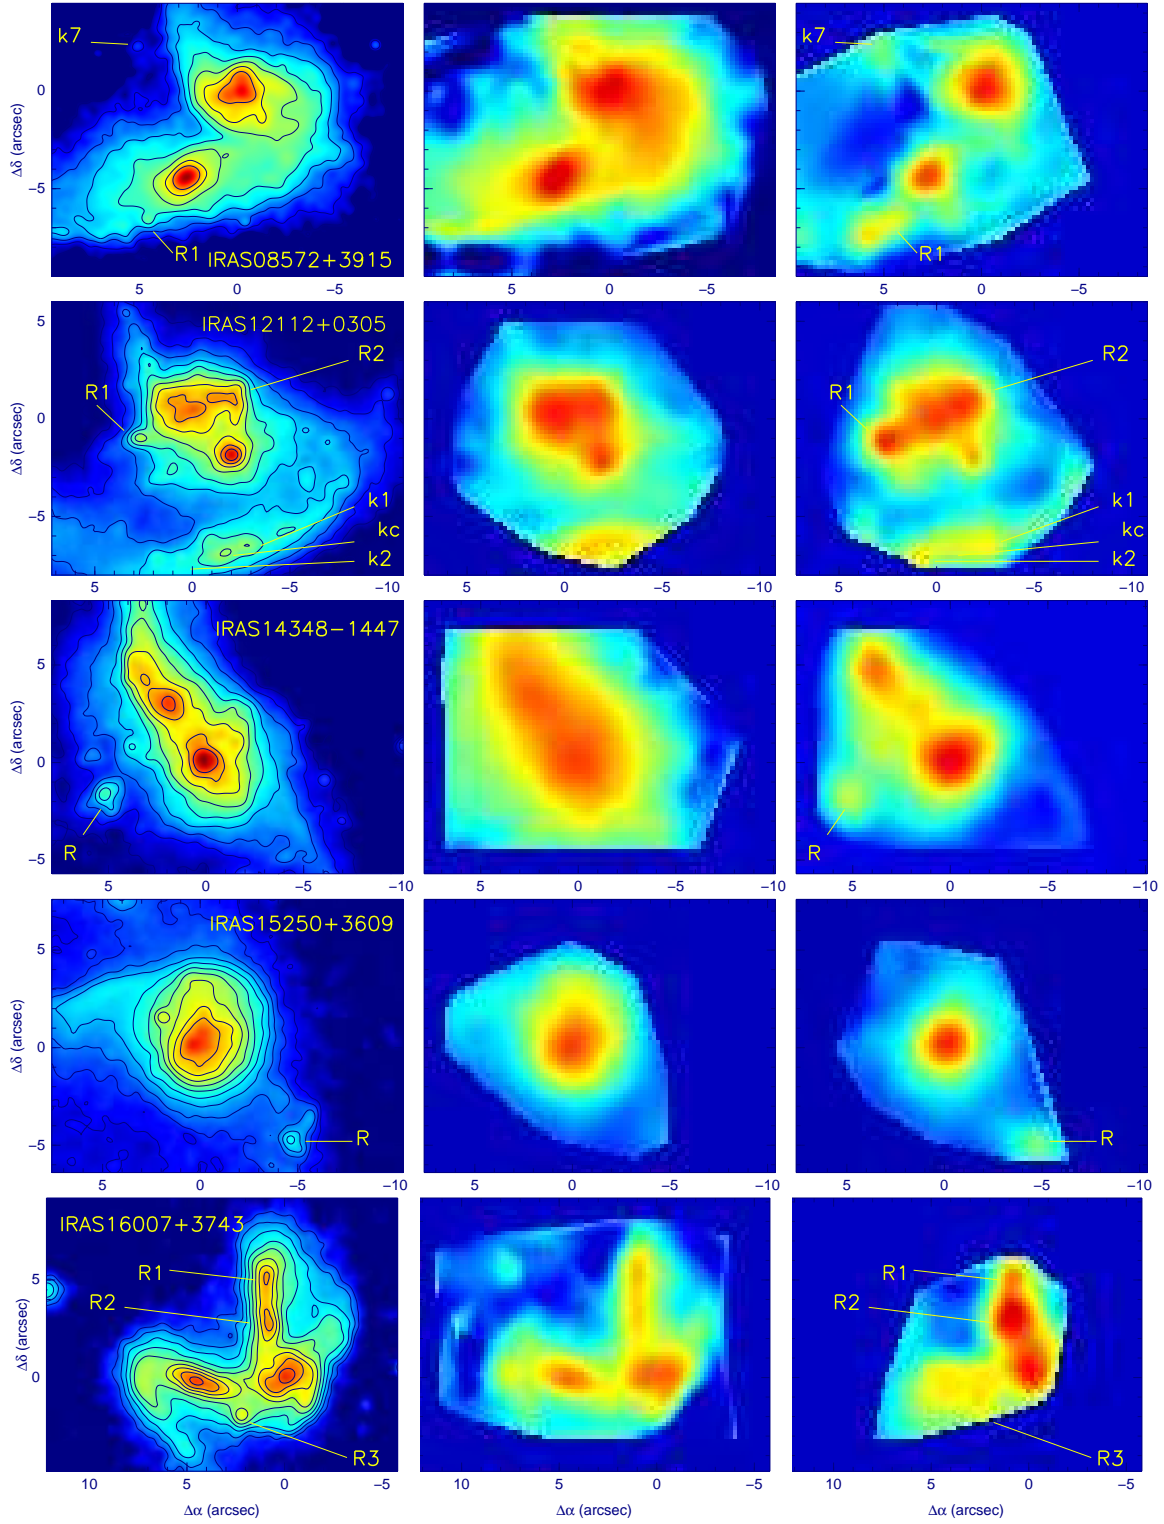 k7
k7
0
−5
Δδ (arcsec)
R1
IRAS08572+3915
R1
5
0
−5
5
0
−5
5
0
−5
5
0
−5
Δδ (arcsec)
IRAS12112+0305
R2
R1
k1
kc
k2
R2
R1
k1
kc
k2
5
0
−5
−10
5
0
−5
−10
5
0
−5
−10
5
0
−5
Δδ (arcsec)
IRAS14348−1447
R
R
5
0
−5
−10
5
0
−5
−10
5
0
−5
−10
5
0
−5
Δδ (arcsec)
IRAS15250+3609
R
R
5
0
−5
−10
5
0
−5
−10
5
0
−5
−10
5
0
Δδ (arcsec)
IRAS16007+3743
R1
R2
R3
R1
R2
R3
10
5
0
−5
10
5
0
−5
10
5
0
−5
Δα (arcsec)
Δα (arcsec)
Δα (arcsec)